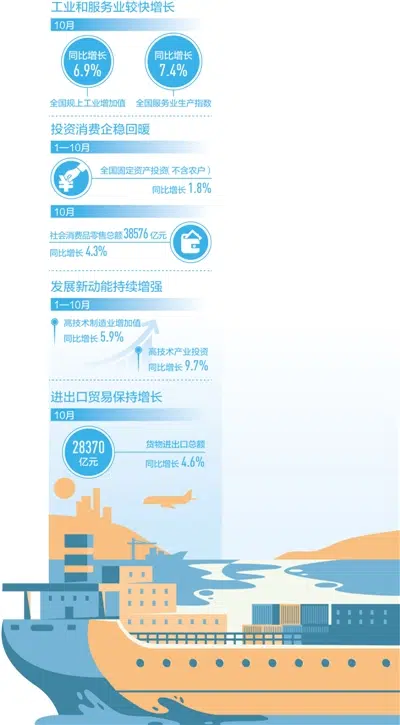 工业和服务业较快增长
10月
同比增长
6.9%
同比增长
7.4%
全国规上工业增加值
全国服务业生产指数
投资消费企稳回暖
1—10月
全国固定资产投资(不含农户)
同比增长 1.8%
10月
社会消费品零售总额38576亿元
同比增长 4.3%
发展新动能持续增强
1—10月
高技术制造业增加值
同比增长 5.9%
高技术产业投资
同比增长 9.7%
进出口贸易保持增长
10月
28370
亿元
货物进出口总额
同比增长 4.6%